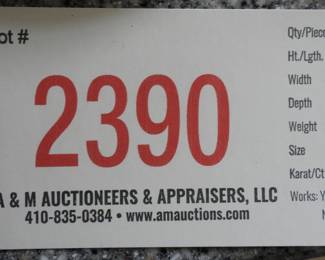 ot #
2390
A & M AUCTIONEERS & APPRAISERS, LLC
410-835-0384 • www.amauctions.com
Qty/Piece
Ht./Lgth.
Width
Depth
Weight
Size
Karat/Ct
Works: Y
N